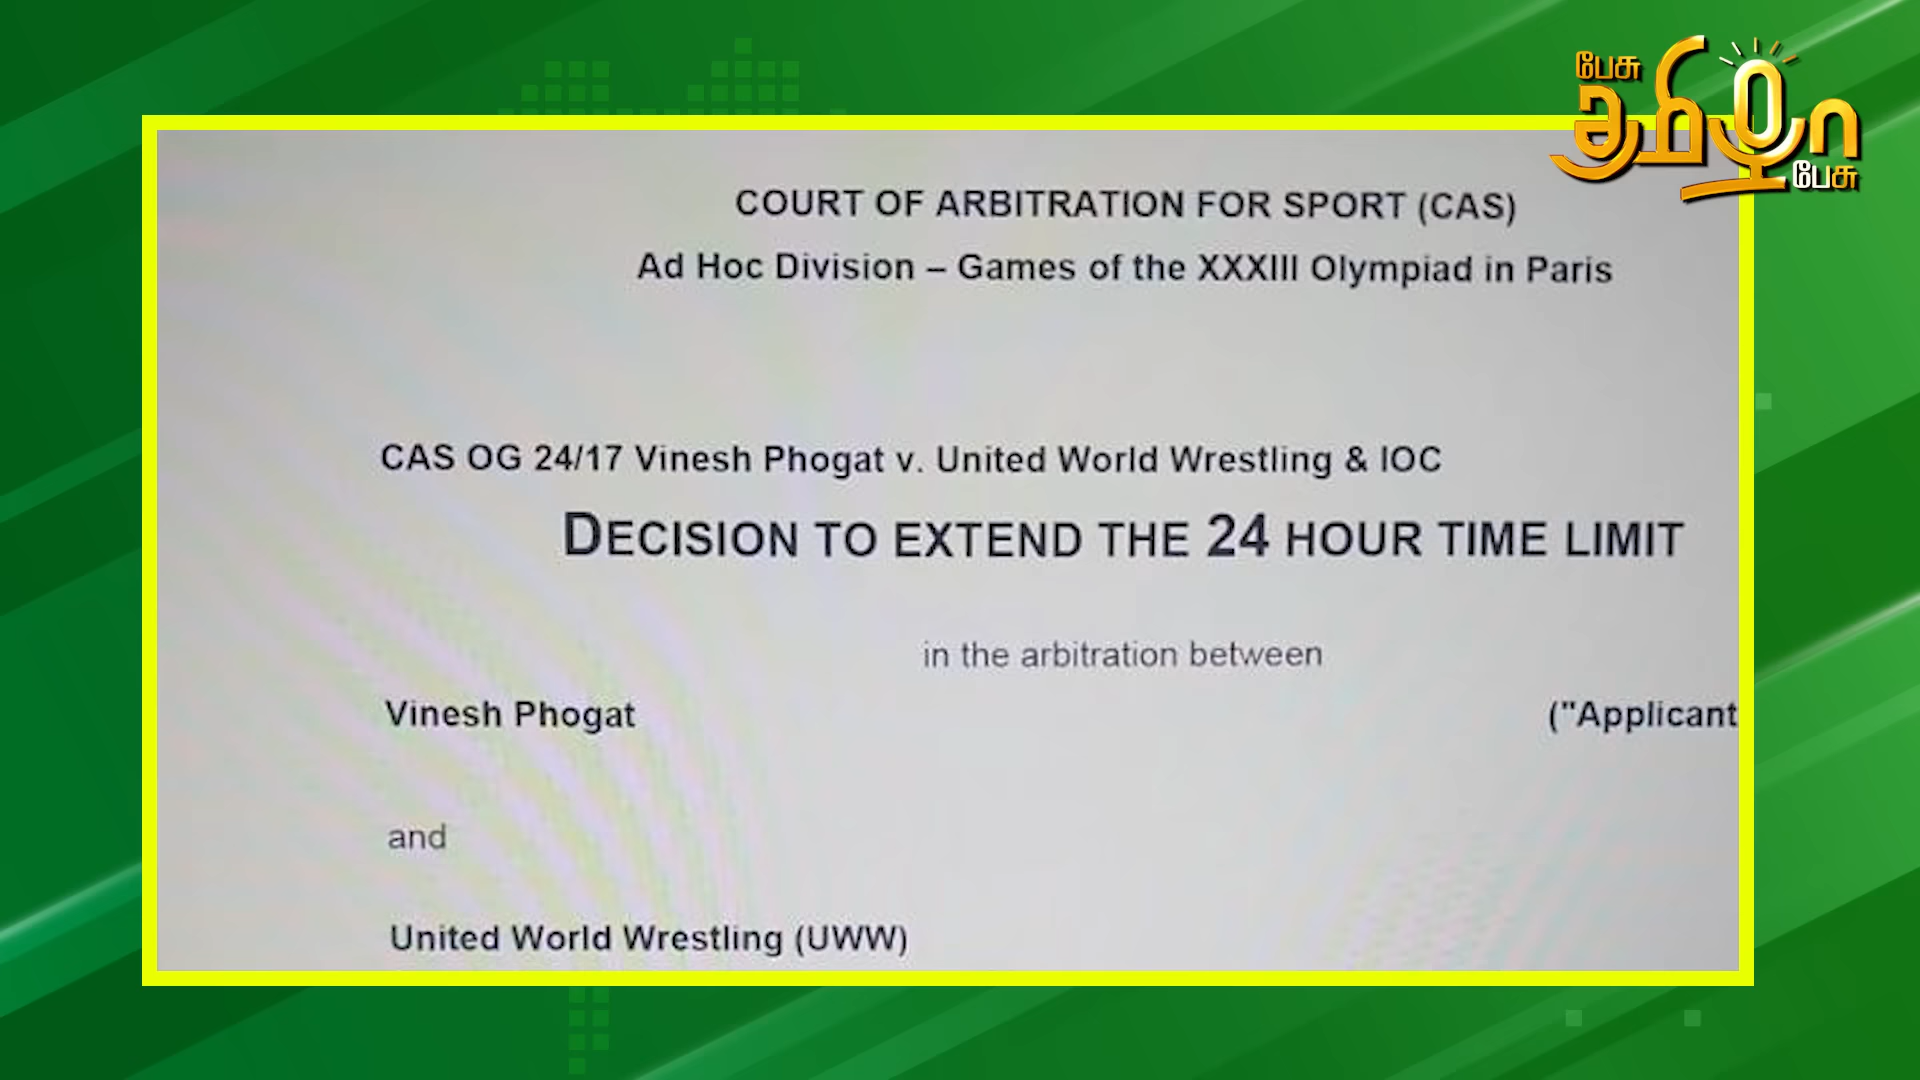 பேசு
தமிழா
பேசு
COURT OF ARBITRATION FOR SPORT (CAS)
Ad Hoc Division – Games of the XXXIII Olympiad in Paris
CAS OG 24/17 Vinesh Phogat v. United World Wrestling & IOC
DECISION TO EXTEND THE 24 HOUR TIME LIMIT
in the arbitration between
Vinesh Phogat ("Applicant
and
United World Wrestling (UWW)